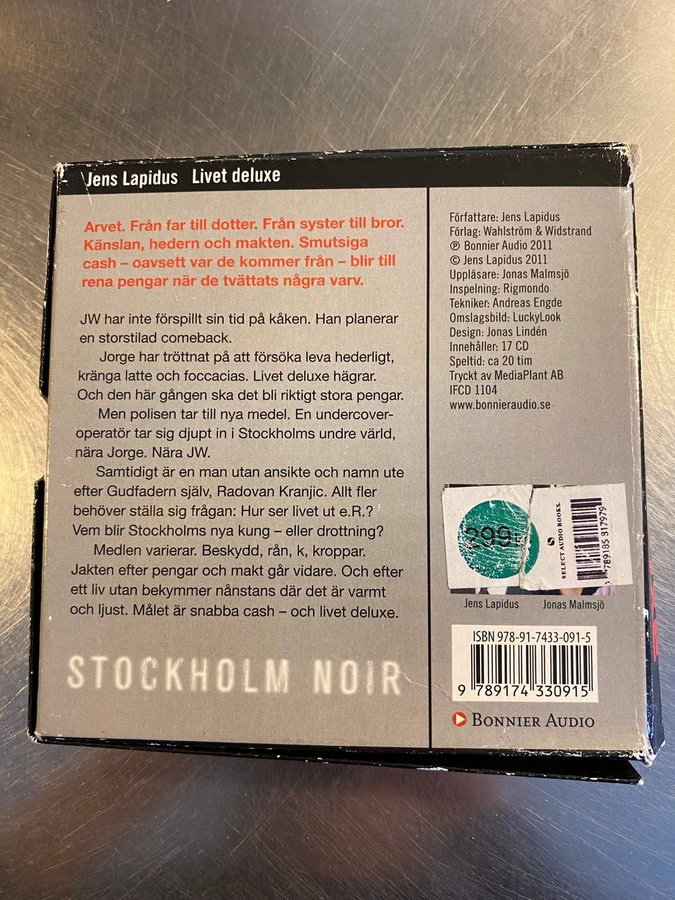 Jens Lapidus Livet deluxe
Arvet. Från far till dotter. Från syster till bror.
Känslan, hedern och makten. Smutsiga
cash – oavsett var de kommer från – blir till
rena pengar när de tvättats några varv.
JW har inte förspillt sin tid på kåken. Han planerar
en storstilad comeback.
Jorge har tröttnat på att försöka leva hederligt,
kränga latte och foccacias. Livet deluxe hägrar.
Och den här gången ska det bli riktigt stora pengar.
Men polisen tar till nya medel. En undercover-
operatör tar sig djupt in i Stockholms undre värld,
nära Jorge. Nära JW.
Samtidigt är en man utan ansikte och namn ute
efter Gudfadern själv, Radovan Kranjic. Allt fler
behöver ställa sig frågan: Hur ser livet ut e.R.?
Vem blir Stockholms nya kung – eller drottning?
Medlen varierar. Beskydd, rån, k, kroppar.
Jakten efter pengar och makt går vidare. Och efter
ett liv utan bekymmer nånstans där det är varmt
och ljust. Målet är snabba cash – och livet deluxe.
STOCKHOLM NOIR
Författare: Jens Lapidus
Förlag: Wahlström & Widstrand
℗ Bonnier Audio 2011
© Jens Lapidus 2011
Uppläsare: Jonas Malmsjö
Inspelning: Rigmondo
Tekniker: Andreas Engde
Omslagsbild: LuckyLook
Design: Jonas Lindén
Innehåller: 17 CD
Speltid: ca 20 tim
Tryckt av MediaPlant AB
IFCD 1104
www.bonnieraudio.se
299:-
S
SELECT AUDIO BOOKS
789185 317979
Jens Lapidus Jonas Malmsjö
ISBN 978-91-7433-091-5
9 789174 330915
BONNIER AUDIO